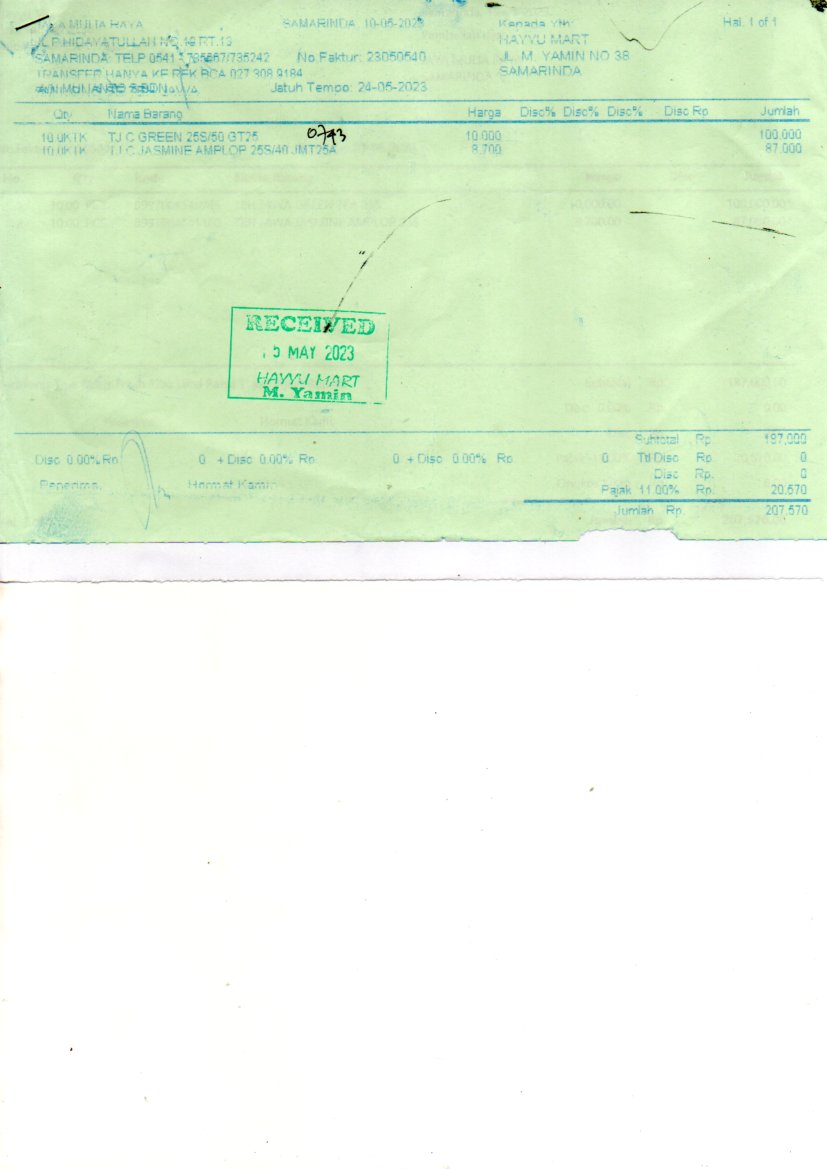 MULIA RAYA SAMARINDA, 10-05-2023 Kepada Yth: Hal. 1 of 1
JL. P. HIDAYATULLAH NO. 19 RT.13 HAYYU MART
SAMARINDA TELP 0541 - No.Faktur: 23050540 JL. M. YAMIN NO 38
TRANSFER HANYA KE REK BCA 027 308 9184 SAMARINDA
Jatuh Tempo: 24-05-2023
Qty Nama Barang Harga Disc% Disc% Disc% Disc Rp Jumlah
10.0KTK TJ C GREEN 25S/50 GT25 0743 10.000 100.000
10.0KTK TJ C JASMINE AMPLOP 25S/40 JMT25A 8.700 87.000
RECEIVED
MAY 2023
HAYYU MART
M. Yamin
Subtotal Rp.
Disc 0.00% Rp. 0 + Disc 0.00% Rp. 0 + Disc 0.00% Rp. 0 Ttl Disc Rp. 0
Disc Rp. 0
Penerima, Hormat Kami Pajak 11.00% Rp. 20,570
Jumlah Rp. 207,570